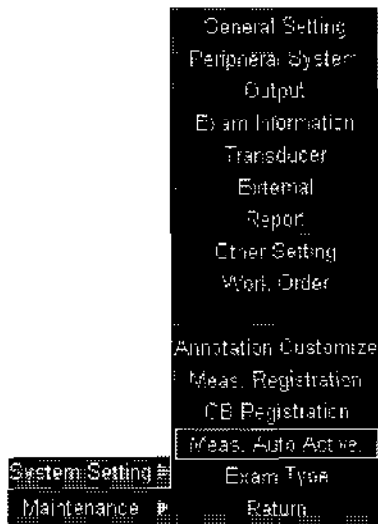 General Setting
Peripheral System
Output
Exam Information
Transducer
External
Report
Other Setting
Work Order
Annotation Customize
Meas. Registration
OB Registration
Meas. Auto Active.
System Setting Exam Type
Maintenance Return